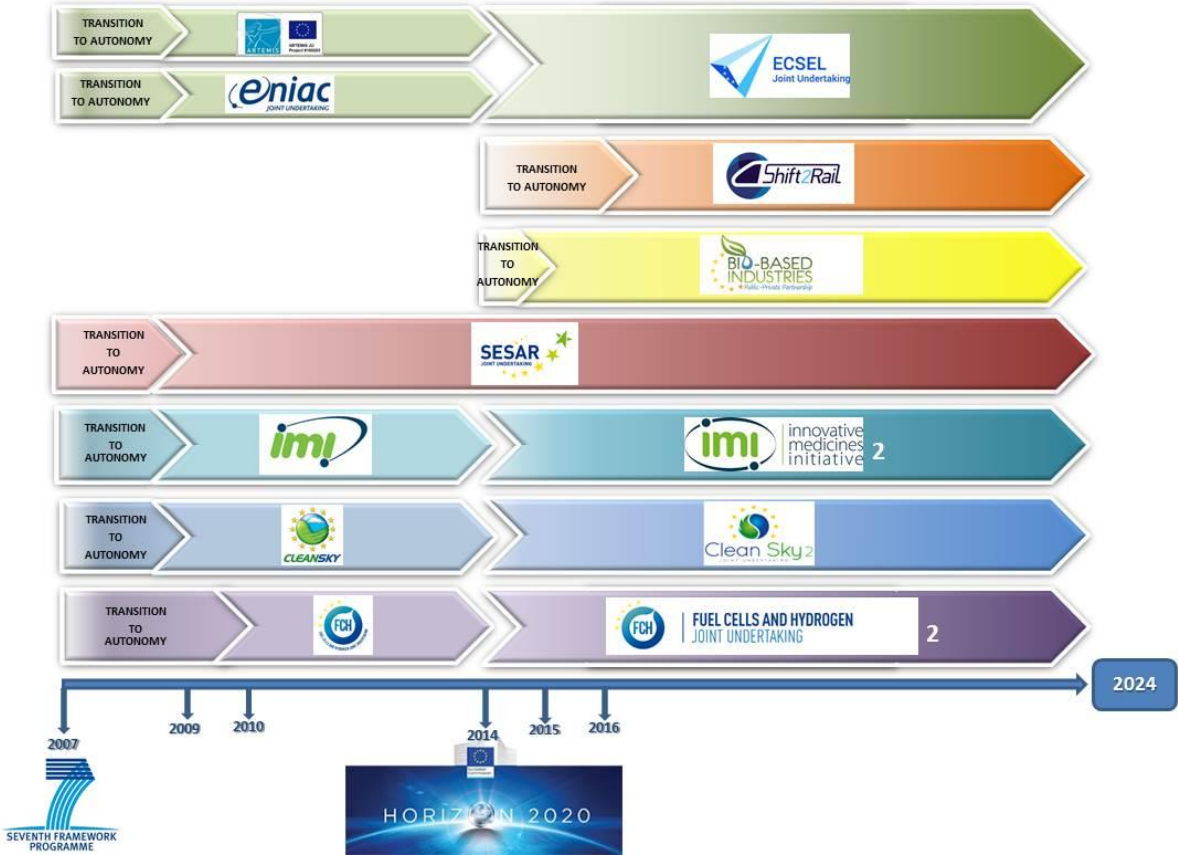 TRANSITION
TO AUTONOMY
ARTEMIS
ARTEMIS JU
TRANSITION
TO AUTONOMY
eniac
JOINT UNDERTAKING
ECSEL
Joint Undertaking
TRANSITION
TO AUTONOMY
Shift2Rail
TRANSITION
TO
AUTONOMY
BIO-BASED
INDUSTRIES
Public-Private Partnership
TRANSITION
TO
AUTONOMY
SESAR
JOINT UNDERTAKING
TRANSITION
TO
AUTONOMY
imi
imi
innovative
medicines
initiative
2
TRANSITION
TO
AUTONOMY
CLEANSKY
Clean Sky2
JOINT UNDERTAKING
TRANSITION
TO
AUTONOMY
FCH
FCH
FUEL CELLS AND HYDROGEN
JOINT UNDERTAKING
2
2024
2007
2009
2010
2014
2015
2016
SEVENTH FRAMEWORK
PROGRAMME
HORIZON 2020